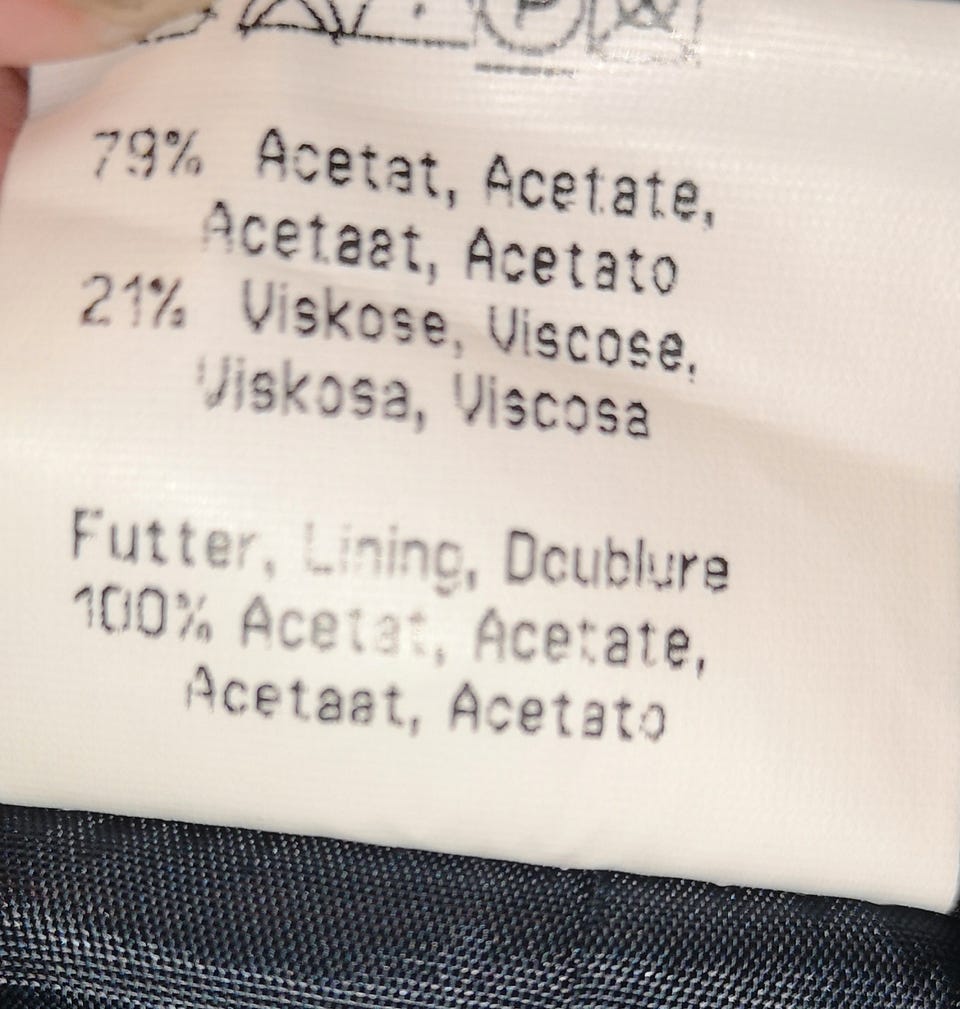 P
79% Acetat, Acetate,
Acetaat, Acetato
21% Viskose, Viscose,
Viskosa, Viscosa
Futter, Lining, Doublure
100% Acetat, Acetate,
Acetaat, Acetato